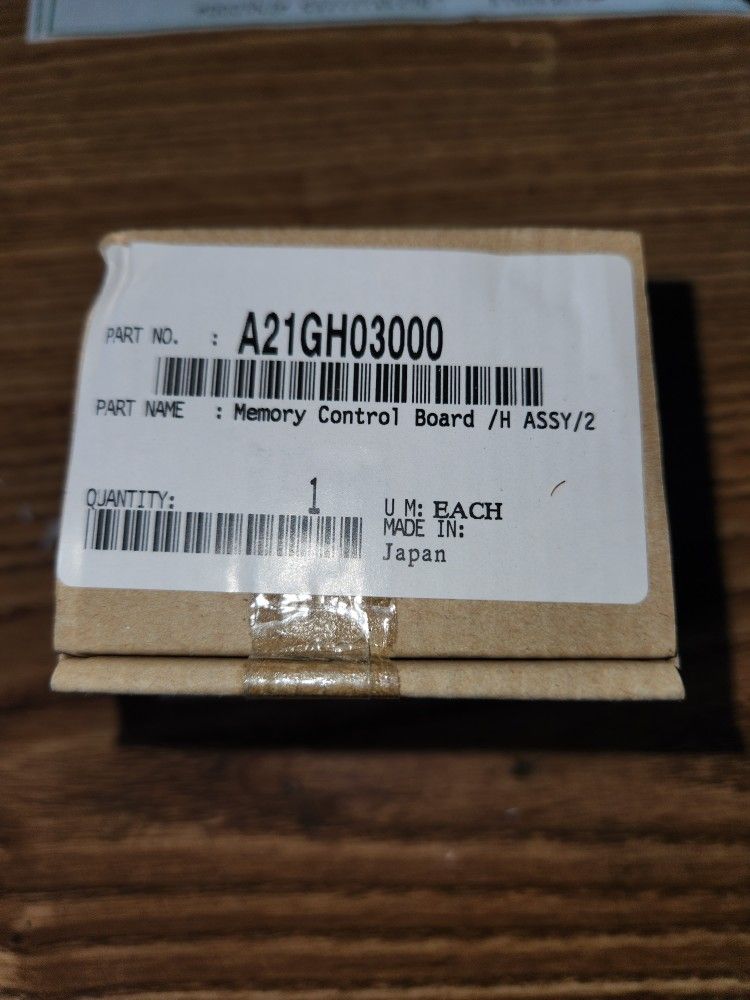 PART NO. : A21GH03000
PART NAME : Memory Control Board /H ASSY/2
QUANTITY: 1
U M: EACH
MADE IN:
Japan